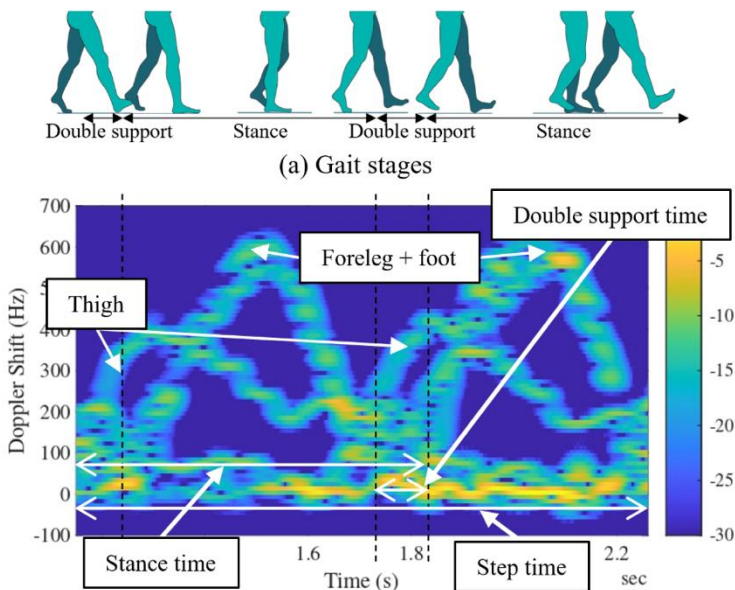 Double support Stance Double support Stance
(a) Gait stages
700
600
400
300
200
100
0
-100
Doppler Shift (Hz)
Thigh
Foreleg + foot
Double support time
-5
-10
-15
-20
-25
-30
Stance time
Step time
1.6 1.8 2.2
Time (s)
sec